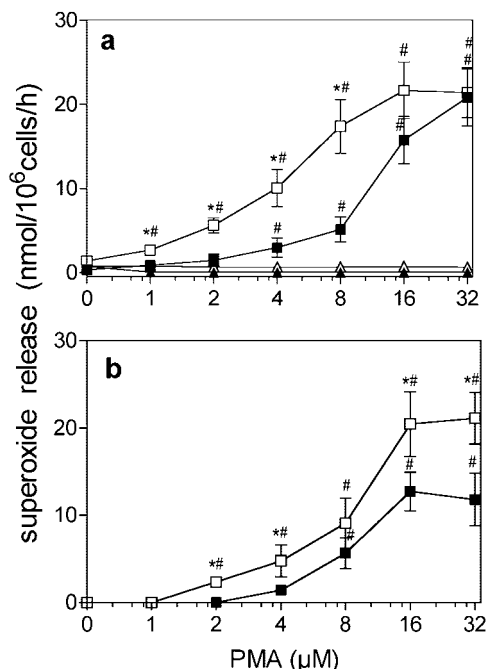 a
30
20
10
0
*# *# *# *# # #
# # # #
0 1 2 4 8 16 32
superoxide release (nmol/10⁶cells/h)
b
30
20
10
0
*# *# # *# *#
# # #
0 1 2 4 8 16 32
PMA (µM)